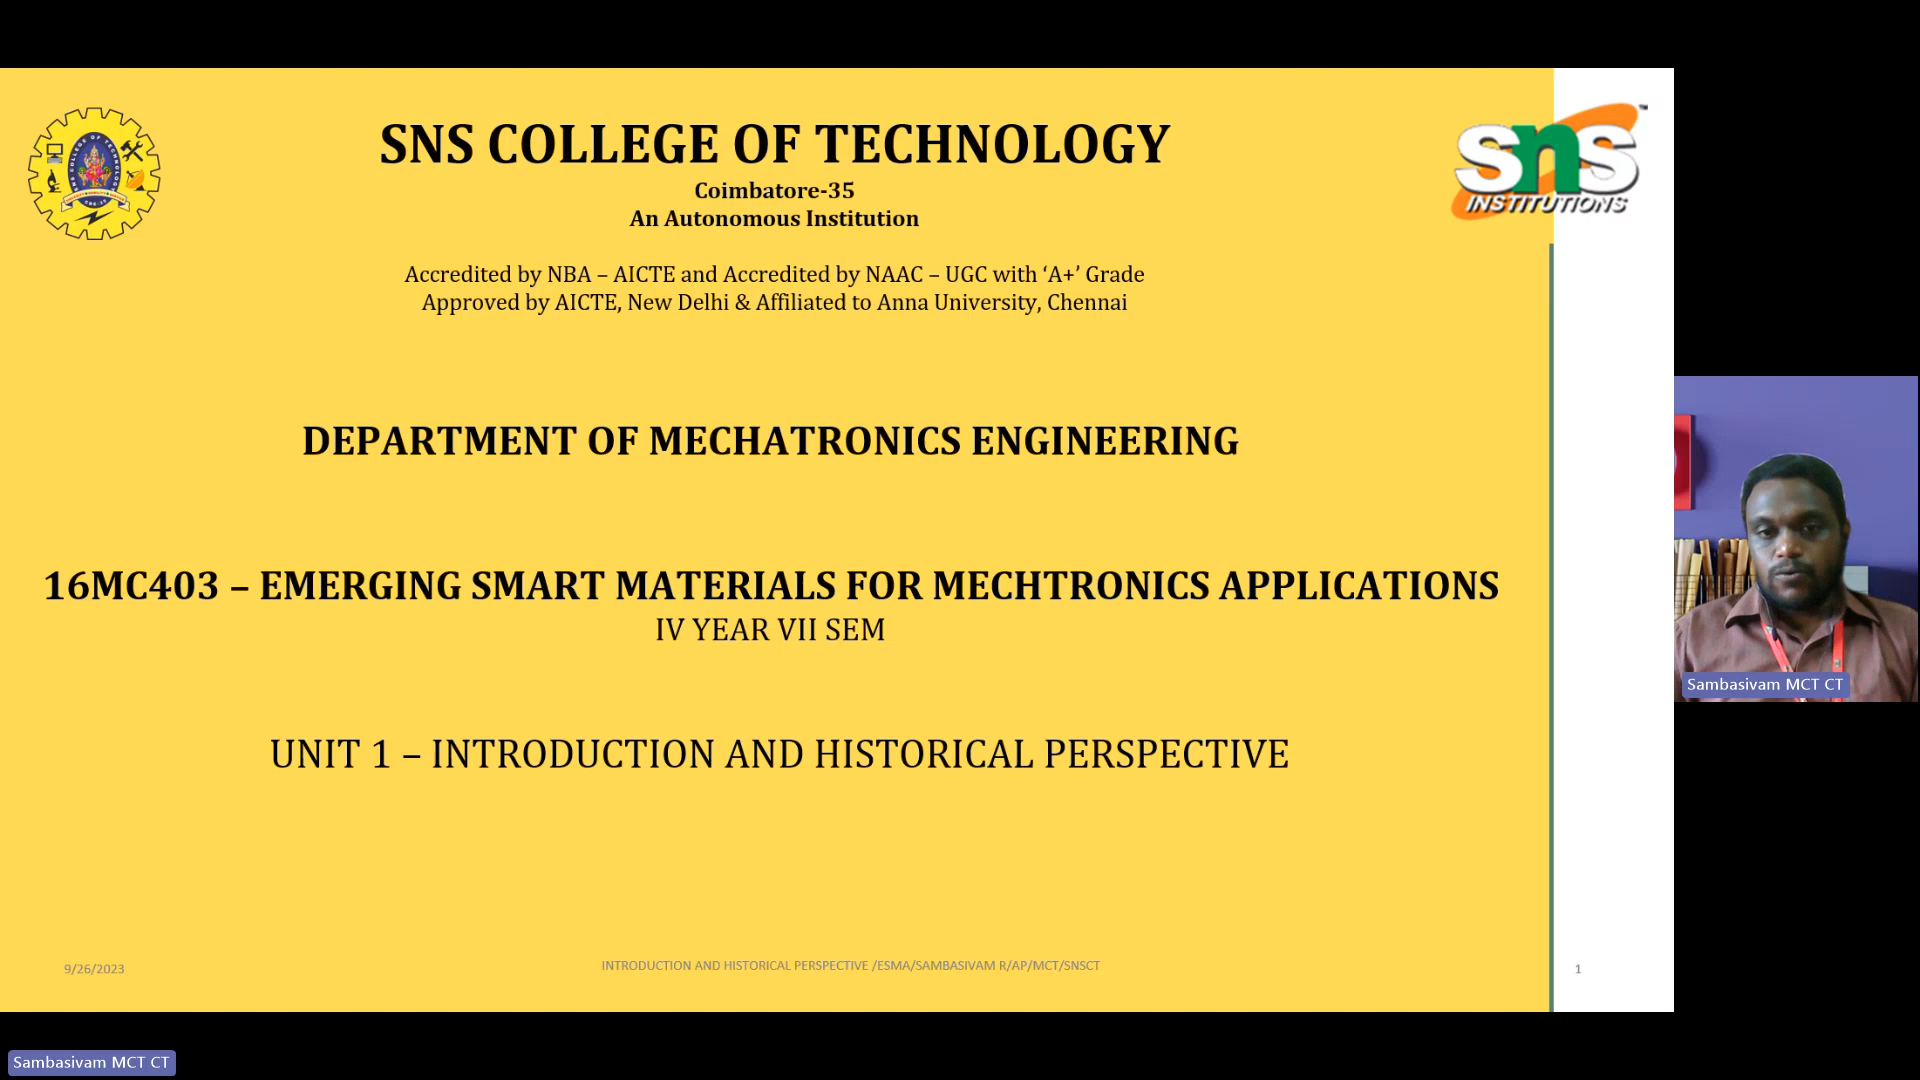 SNS COLLEGE OF TECHNOLOGY
Coimbatore-35
An Autonomous Institution
Accredited by NBA – AICTE and Accredited by NAAC – UGC with ‘A+’ Grade
Approved by AICTE, New Delhi & Affiliated to Anna University, Chennai
sns
INSTITUTIONS
DEPARTMENT OF MECHATRONICS ENGINEERING
16MC403 – EMERGING SMART MATERIALS FOR MECHTRONICS APPLICATIONS
IV YEAR VII SEM
UNIT 1 – INTRODUCTION AND HISTORICAL PERSPECTIVE
Sambasivam MCT CT
9/26/2023
INTRODUCTION AND HISTORICAL PERSPECTIVE /ESMA/SAMBASIVAM R/AP/MCT/SNSCT
1
Sambasivam MCT CT